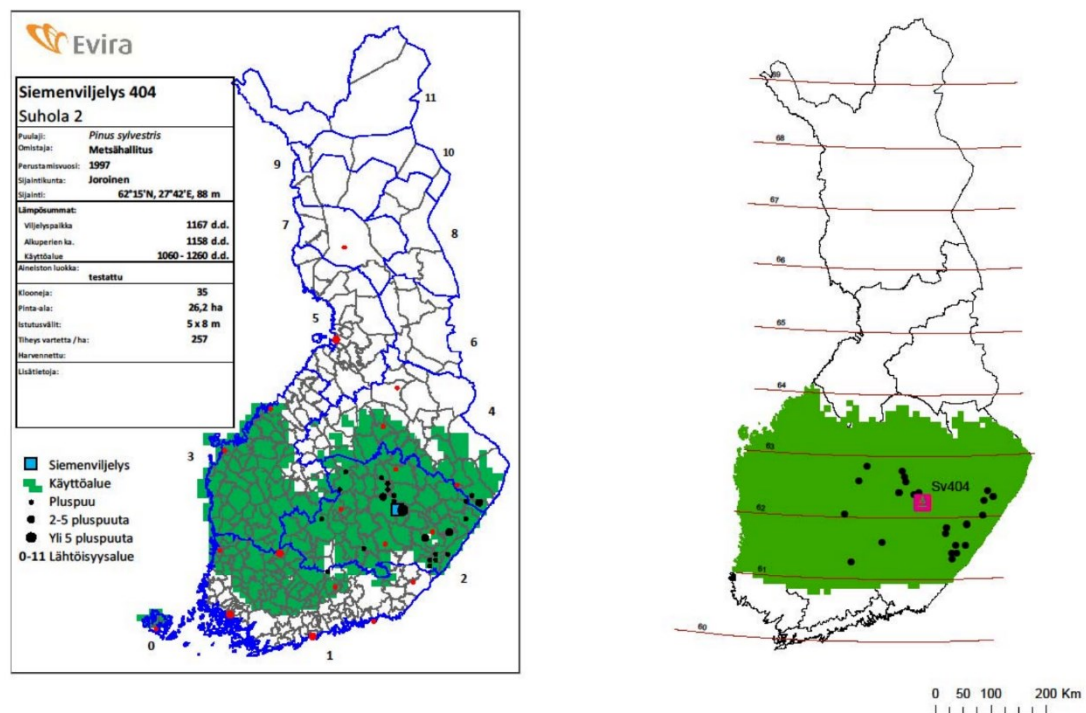 Evira
Siemenviljelys 404
Suhola 2
Puulaji: Pinus sylvestris
Omistaja: Metsähallitus
Perustamisvuosi: 1997
Sijaintikunta: Joroinen
Sijainti: 62°15'N, 27°42'E, 88 m
Lämpösummat:
Viljelyspaikka 1167 d.d.
Alkuperien ka. 1158 d.d.
Käyttöalue 1060 - 1260 d.d.
Aineiston luokka:
testattu
Klooneja: 35
Pinta-ala: 26,2 ha
Istutusvälit: 5 x 8 m
Tiheys vartetta / ha: 257
Harvennettu:
Lisätietoja:
11
10
9
7
8
5
6
4
3
2
0
1
Siemenviljelys
Käyttöalue
Pluspuu
2-5 pluspuuta
Yli 5 pluspuuta
0-11 Lähtöisyysalue
69
68
67
66
65
64
63
Sv404
62
61
60
0 50 100 200 Km